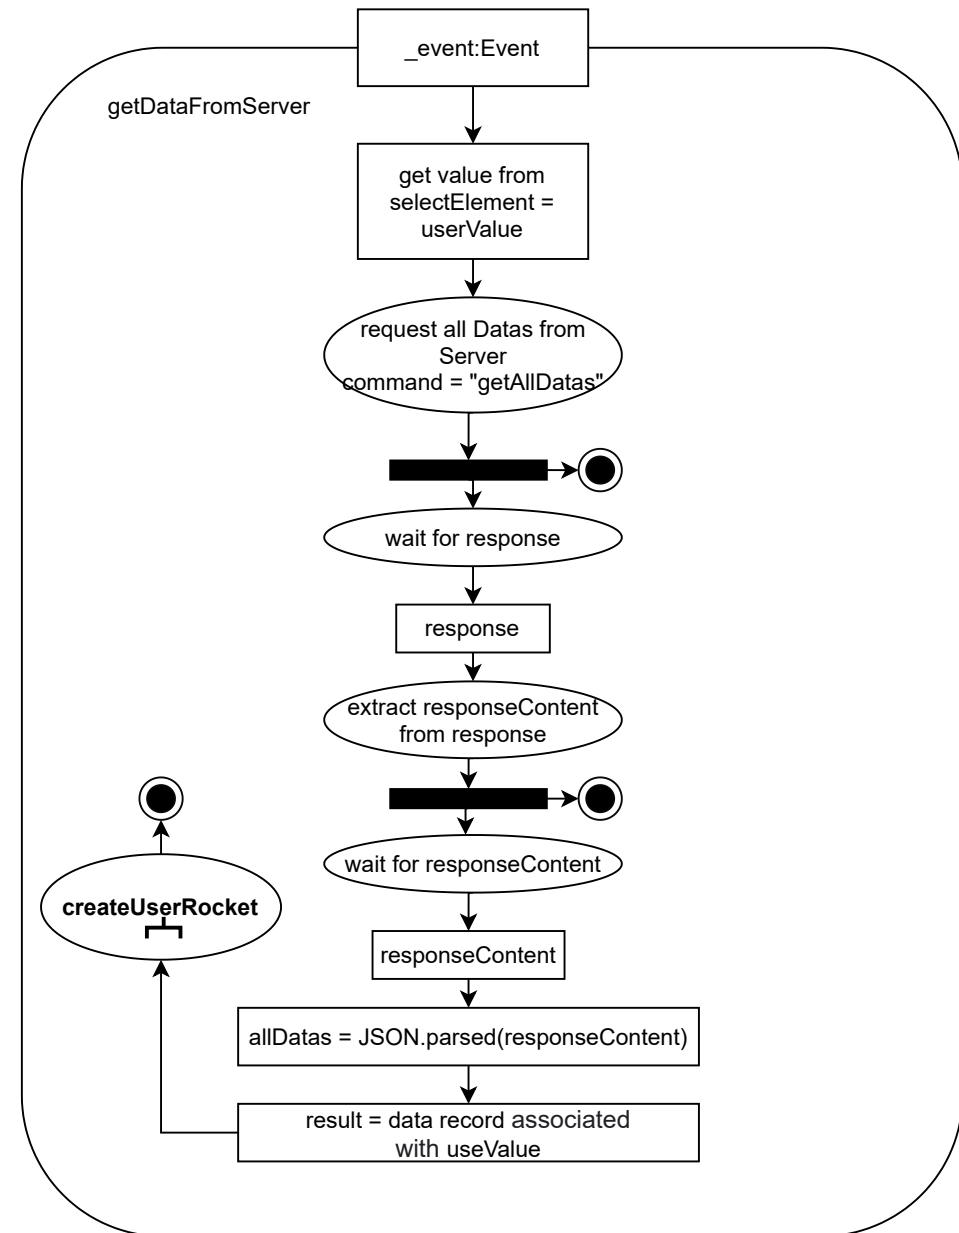 _event:Event
getDataFromServer
get value from
selectElement =
userValue
request all Datas from
Server
command = "getAllDatas"
wait for response
response
extract responseContent
from response
wait for responseContent
createUserRocket
responseContent
allDatas = JSON.parsed(responseContent)
result = data record associated
with useValue